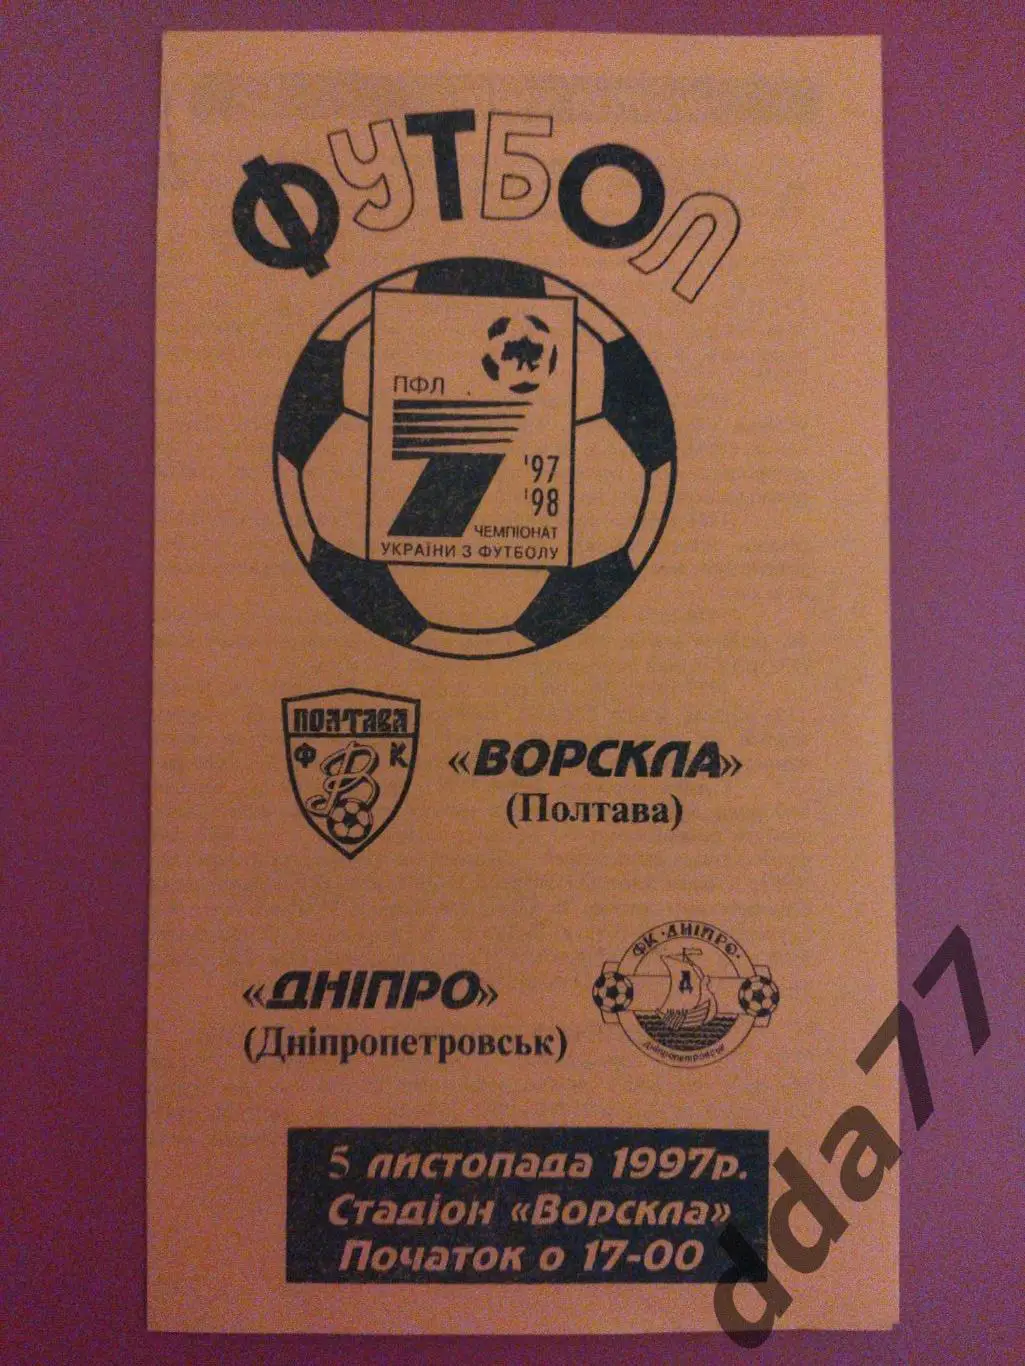 ФУТБОЛ
ПФЛ
7
'97
'98
ЧЕМПІОНАТ
УКРАЇНИ З ФУТБОЛУ
ПОЛТАВА
Ф В К
«ВОРСКЛА»
(Полтава)
ФК·ДНІПРО·
Д
Дніпропетровськ
«ДНІПРО»
(Дніпропетровськ)
5 листопада 1997р.
Стадіон «Ворскла»
Початок о 17-00
dda77